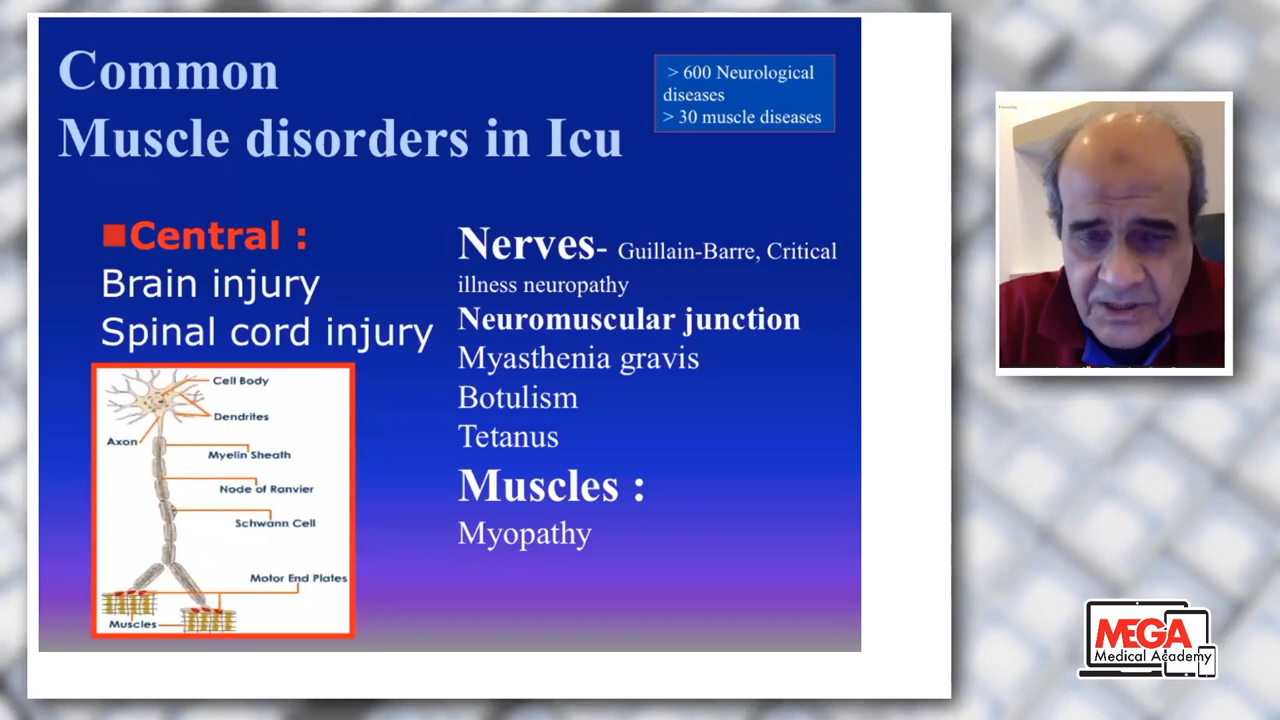 Common
Muscle disorders in Icu
> 600 Neurological
diseases
> 30 muscle diseases
Central :
Brain injury
Spinal cord injury
Nerves- Guillain-Barre, Critical
illness neuropathy
Neuromuscular junction
Myasthenia gravis
Botulism
Tetanus
Muscles :
Myopathy
Cell Body
Dendrites
Axon
Myelin Sheath
Node of Ranvier
Schwann Cell
Motor End Plates
Muscles
MEGA
Medical Academy